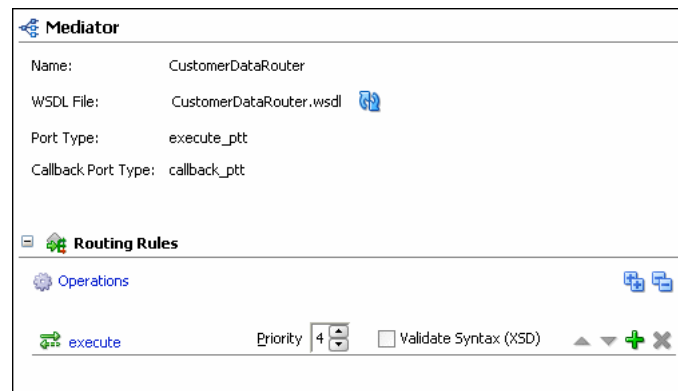 Mediator
Name: CustomerDataRouter
WSDL File: CustomerDataRouter.wsdl
Port Type: execute_ptt
Callback Port Type: callback_ptt
Routing Rules
Operations
execute Priority 4 Validate Syntax (XSD)